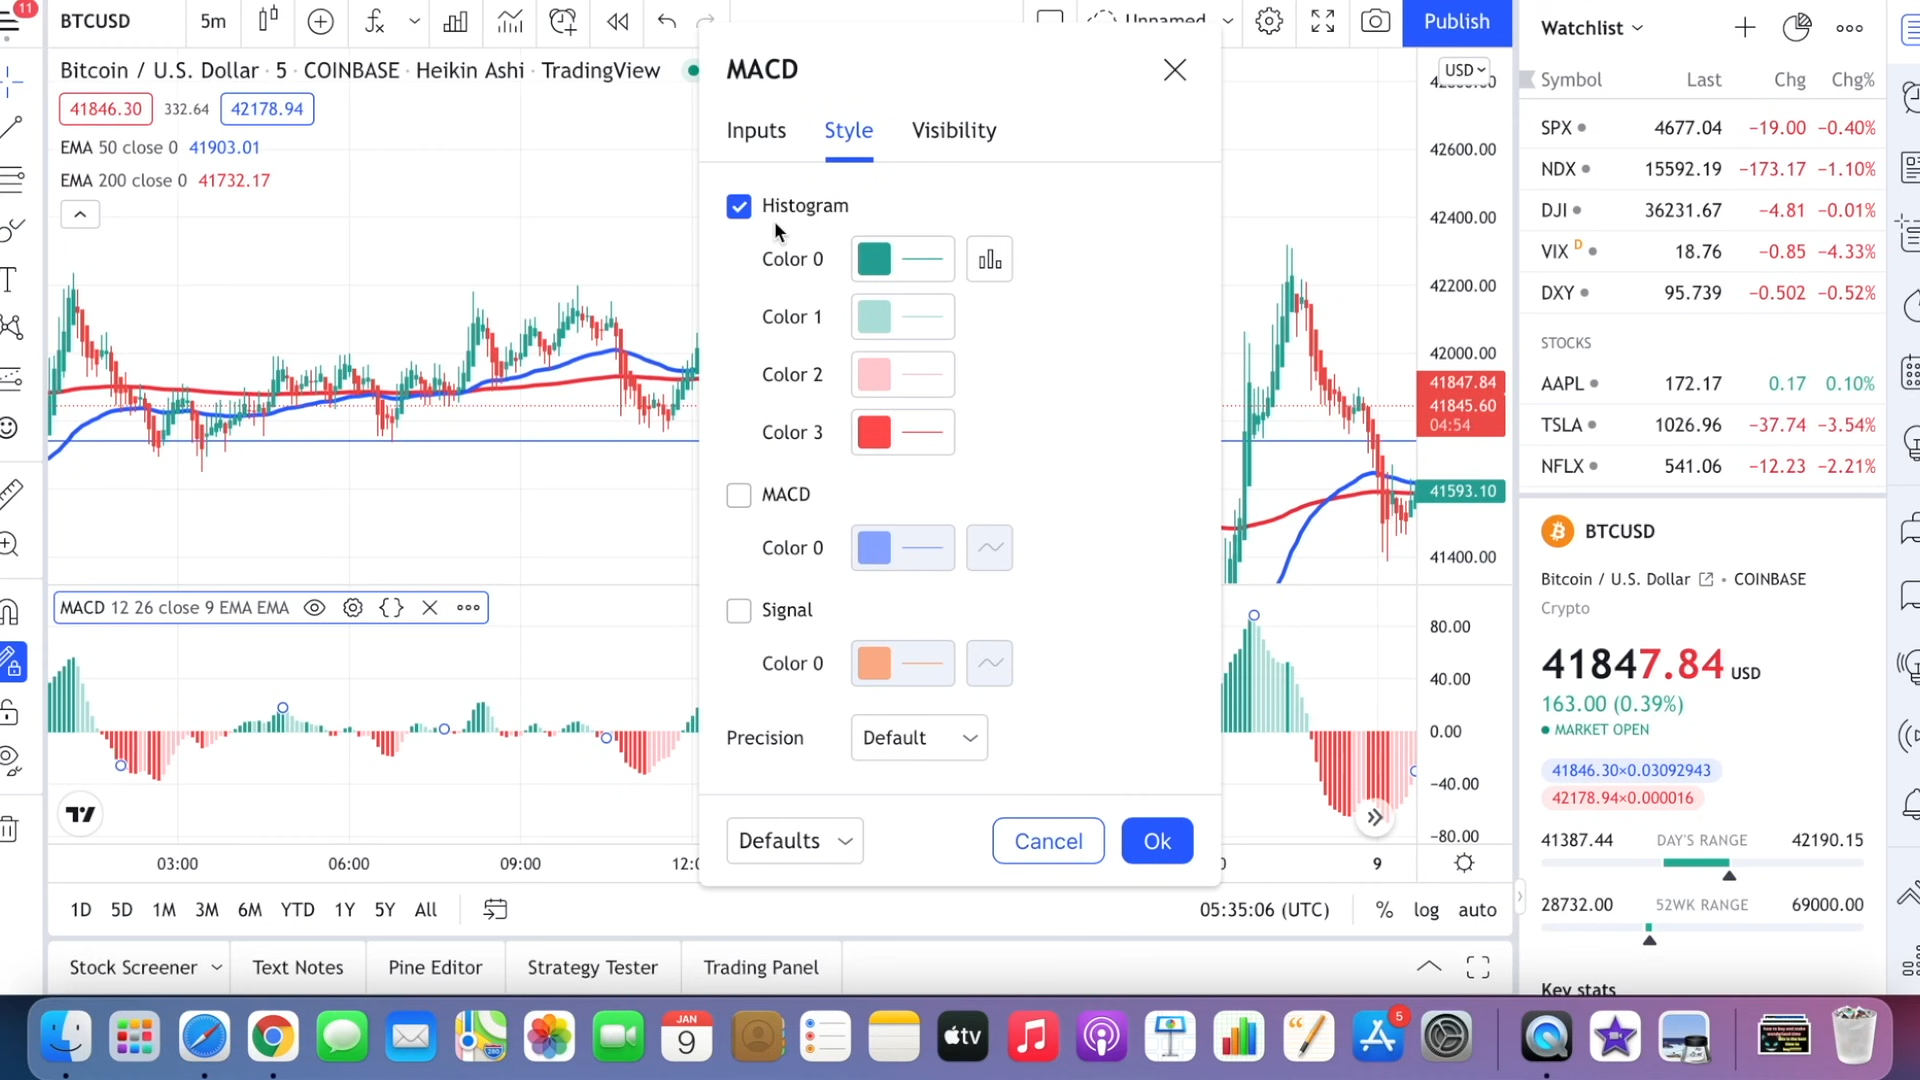 11
BTCUSD 5m Unnamed Publish
Bitcoin / U.S. Dollar · 5 · COINBASE · Heikin Ashi · TradingView
41846.30 332.64 42178.94
EMA 50 close 0 41903.01
EMA 200 close 0 41732.17
MACD 12 26 close 9 EMA EMA
MACD
Inputs Style Visibility
Histogram
Color 0
Color 1
Color 2
Color 3
MACD
Color 0
Signal
Color 0
Precision Default
Defaults Cancel Ok
USD
42600.00
42400.00
42200.00
42000.00
41847.84
41845.60
04:54
41593.10
41400.00
80.00
40.00
0.00
−40.00
−80.00
03:00 06:00 09:00 12:0 9
1D 5D 1M 3M 6M YTD 1Y 5Y All 05:35:06 (UTC) % log auto
Stock Screener Text Notes Pine Editor Strategy Tester Trading Panel
Watchlist
Symbol Last Chg Chg%
SPX 4677.04 −19.00 −0.40%
NDX 15592.19 −173.17 −1.10%
DJI 36231.67 −4.81 −0.01%
VIX D 18.76 −0.85 −4.33%
DXY 95.739 −0.502 −0.52%
STOCKS
AAPL 172.17 0.17 0.10%
TSLA 1026.96 −37.74 −3.54%
NFLX 541.06 −12.23 −2.21%
BTCUSD
Bitcoin / U.S. Dollar • COINBASE
Crypto
41847.84 USD
163.00 (0.39%)
MARKET OPEN
41846.30×0.03092943
42178.94×0.000016
41387.44 DAY'S RANGE 42190.15
28732.00 52WK RANGE 69000.00
Key stats
JAN
9
tv
5